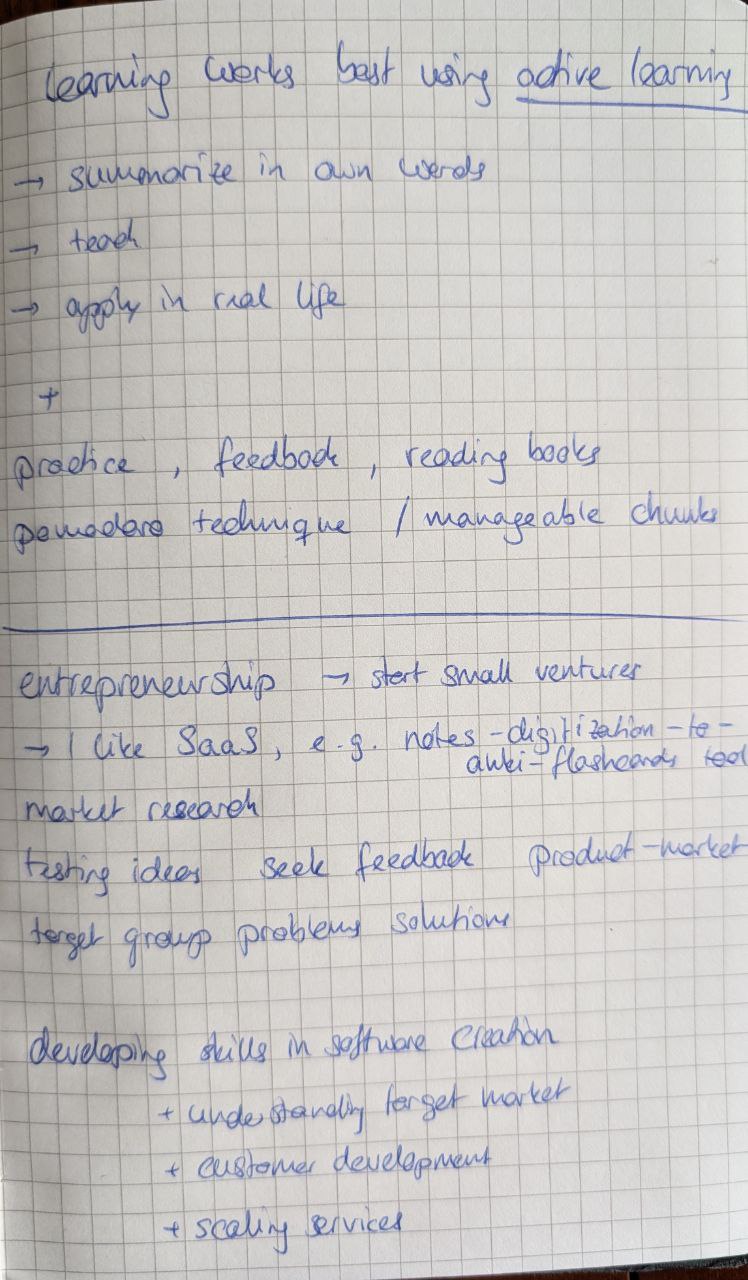 learning works best using active learning
→ summarize in own words
→ teach
→ apply in real life
+
practice , feedback , reading books
pomodoro technique / manageable chunks
entrepreneurship → start small ventures
→ I like SaaS, e.g. notes-digitization-to-
anki-flashcards tool
market research
testing ideas seek feedback product-market
target group problems solutions
developing skills in software creation
+ understanding target market
+ customer development
+ scaling services